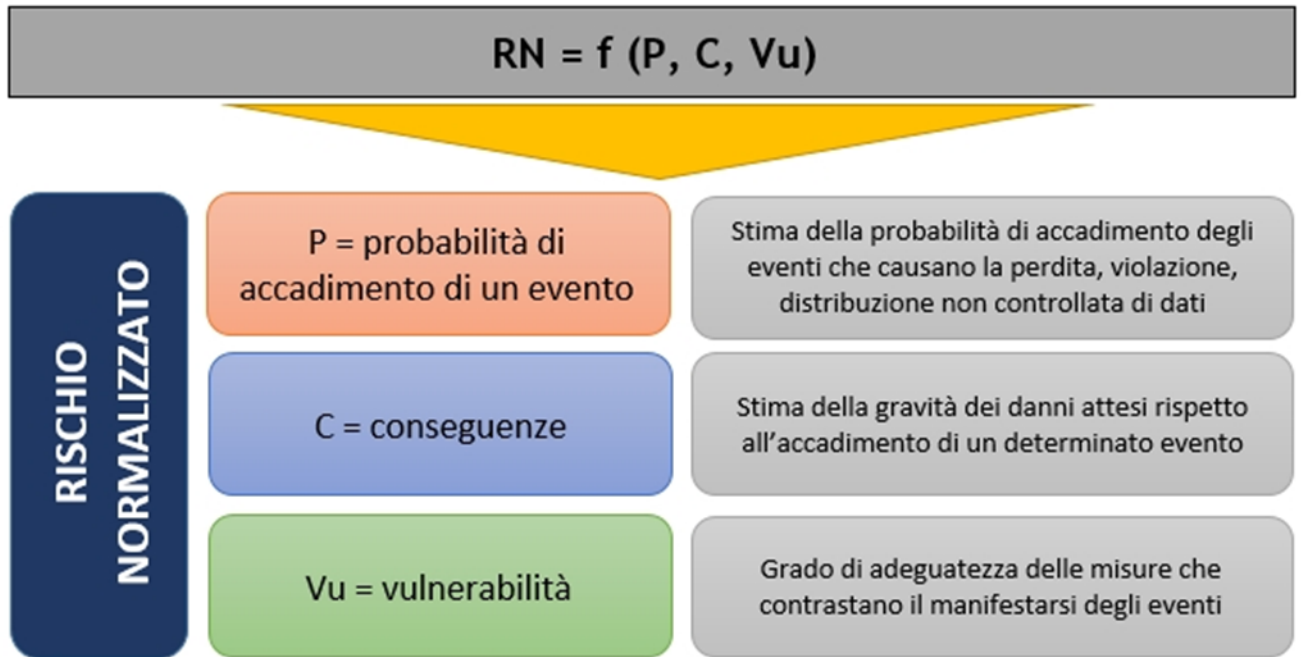 RN = f (P, C, Vu)
RISCHIO
NORMALIZZATO
P = probabilità di
accadimento di un evento
Stima della probabilità di accadimento degli
eventi che causano la perdita, violazione,
distribuzione non controllata di dati
C = conseguenze
Stima della gravità dei danni attesi rispetto
all’accadimento di un determinato evento
Vu = vulnerabilità
Grado di adeguatezza delle misure che
contrastano il manifestarsi degli eventi